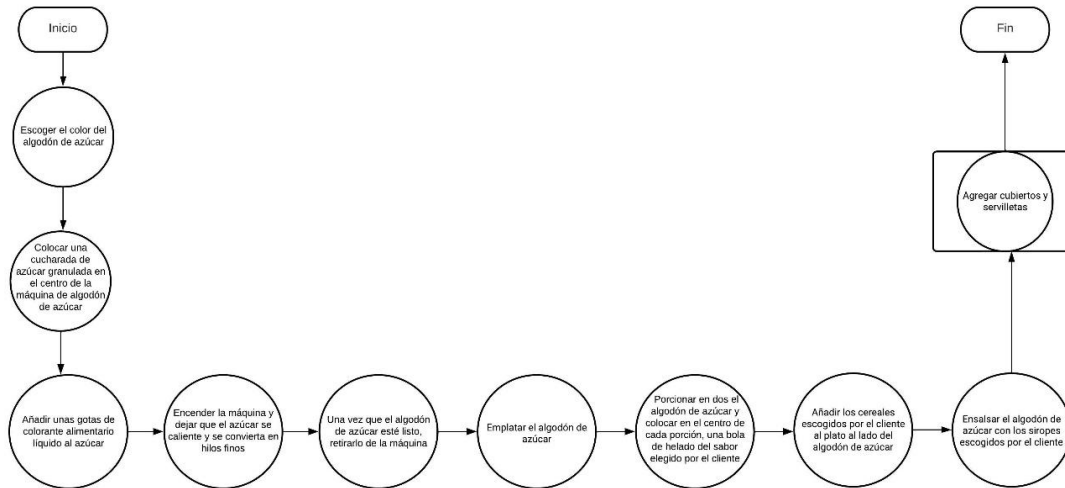 Inicio
Escoger el color del
algodón de azúcar
Colocar una
cucharada de
azúcar granulada en
el centro de la
máquina de algodón
de azúcar
Añadir unas gotas de
colorante alimentario
líquido al azúcar
Encender la máquina y
dejar que el azúcar se
caliente y se convierta en
hilos finos
Una vez que el algodón
de azúcar esté listo,
retirarlo de la máquina
Emplatar el algodón de
azúcar
Porcionar en dos el
algodón de azúcar y
colocar en el centro de
cada porción, una bola
de helado del sabor
elegido por el cliente
Añadir los cereales
escogidos por el cliente
al plato al lado del
algodón de azúcar
Ensalsar el algodón de
azúcar con los siropes
escogidos por el cliente
Agregar cubiertos y
servilletas
Fin